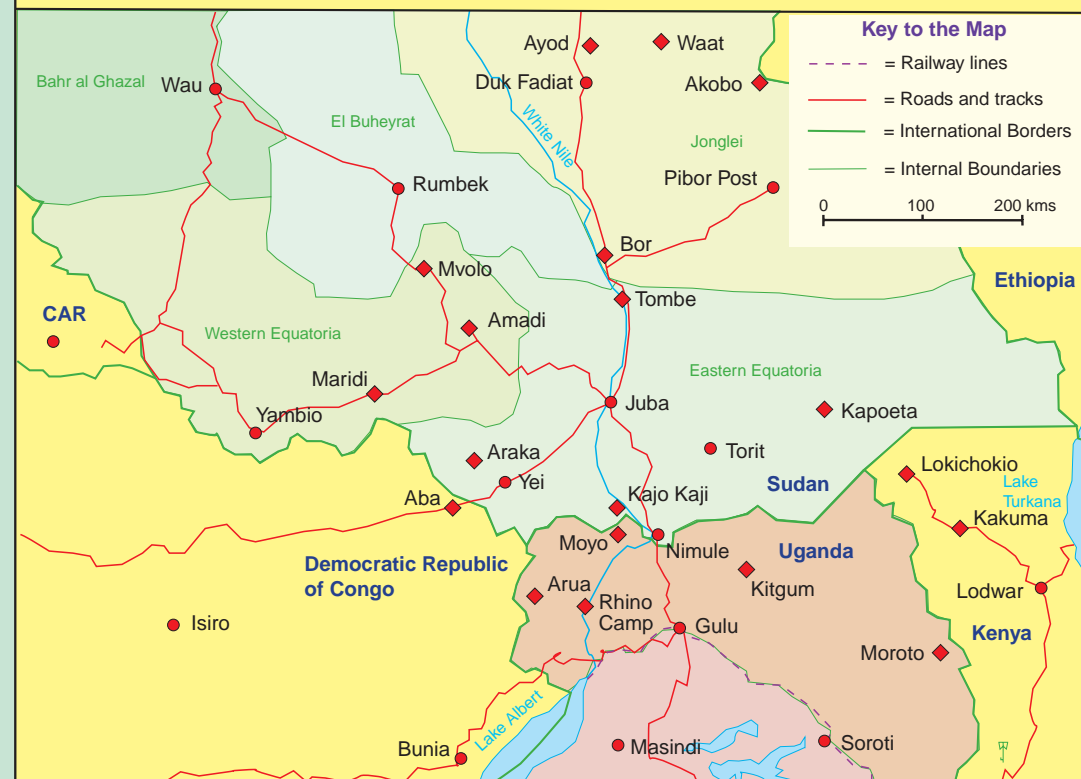 Key to the Map
= Railway lines
= Roads and tracks
= International Borders
= Internal Boundaries
0 100 200 kms
Ayod
Waat
Bahr al Ghazal
Wau
Duk Fadiat
Akobo
El Buheyrat
White Nile
Jonglei
Rumbek
Pibor Post
Bor
Mvolo
Ethiopia
Tombe
CAR
Amadi
Western Equatoria
Eastern Equatoria
Maridi
Juba
Kapoeta
Yambio
Araka
Torit
Lokichokio
Yei
Sudan
Lake
Turkana
Aba
Kajo Kaji
Kakuma
Moyo
Nimule
Uganda
Democratic Republic
of Congo
Kitgum
Arua
Lodwar
Rhino
Camp
Isiro
Gulu
Kenya
Moroto
Lake Albert
Bunia
Masindi
Soroti